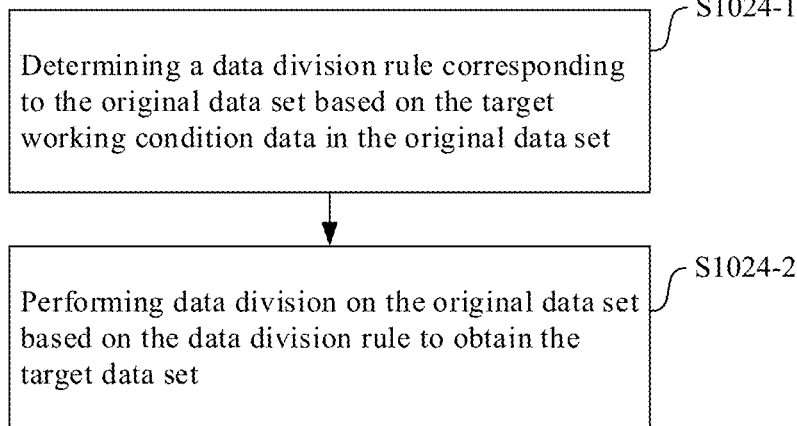 S1024-1
Determining a data division rule corresponding
to the original data set based on the target
working condition data in the original data set
S1024-2
Performing data division on the original data set
based on the data division rule to obtain the
target data set